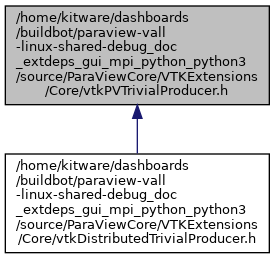 /home/kitware/dashboards
/buildbot/paraview-vall
-linux-shared-debug_doc
_extdeps_gui_mpi_python_python3
/source/ParaViewCore/VTKExtensions
/Core/vtkPVTrivialProducer.h
/home/kitware/dashboards
/buildbot/paraview-vall
-linux-shared-debug_doc
_extdeps_gui_mpi_python_python3
/source/ParaViewCore/VTKExtensions
/Core/vtkDistributedTrivialProducer.h